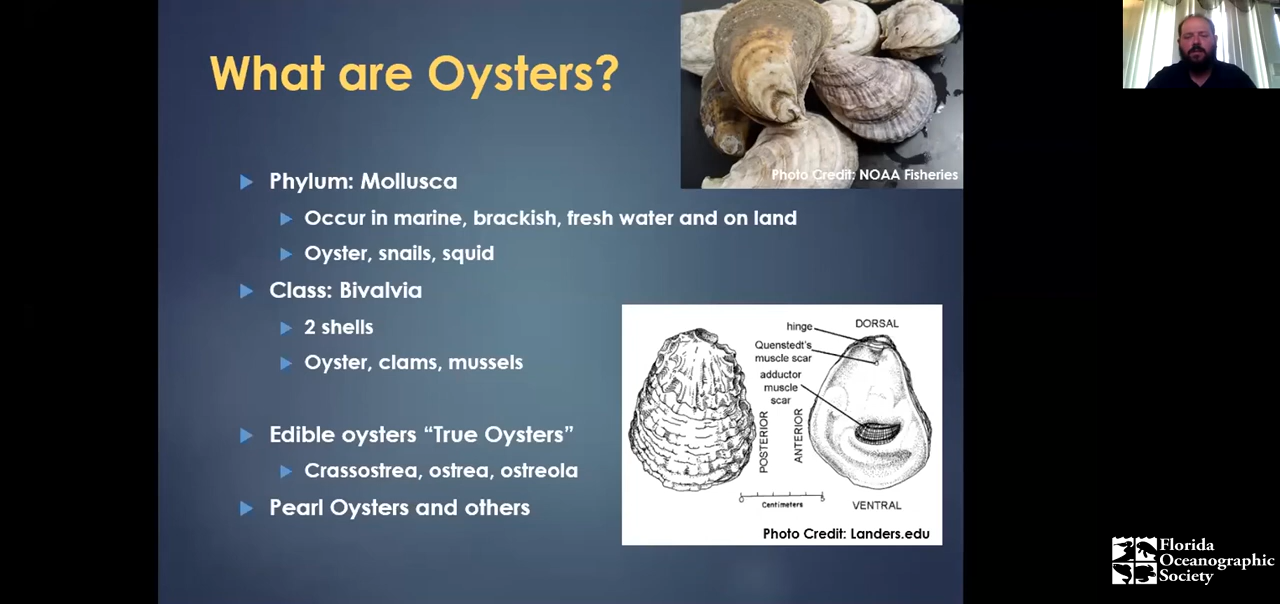 What are Oysters?
Photo Credit: NOAA Fisheries
Phylum: Mollusca
Occur in marine, brackish, fresh water and on land
Oyster, snails, squid
Class: Bivalvia
2 shells
Oyster, clams, mussels
Edible oysters “True Oysters”
Crassostrea, ostrea, ostreola
Pearl Oysters and others
hinge
DORSAL
Quenstedt's
muscle scar
adductor
muscle
scar
POSTERIOR
ANTERIOR
0
5
Centimeters
VENTRAL
Photo Credit: Landers.edu
Florida
Oceanographic
Society